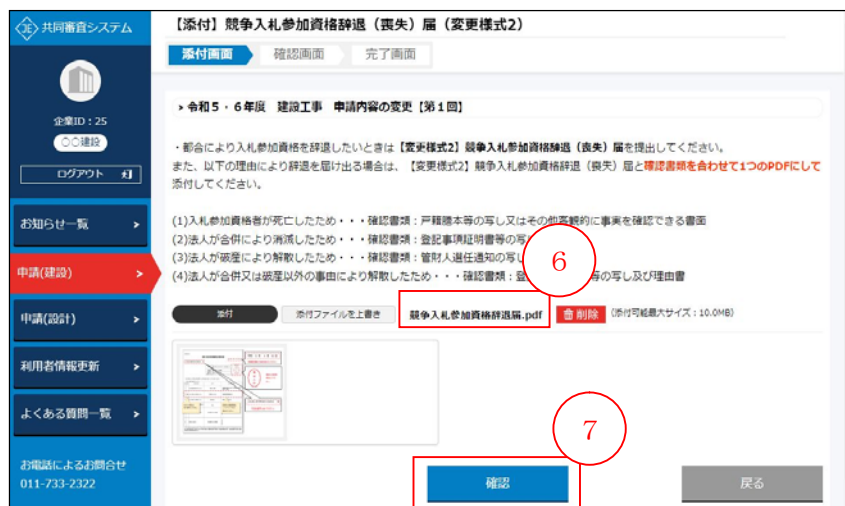 共同審査システム
企業ID:25
〇〇建設
ログアウト
お知らせ一覧 >
申請(建設) >
申請(設計) >
利用者情報更新 >
よくある質問一覧 >
お電話によるお問合せ
011-733-2322
【添付】競争入札参加資格辞退(喪失)届(変更様式2)
添付画面 確認画面 完了画面
> 令和5・6年度 建設工事 申請内容の変更【第1回】
・都合により入札参加資格を辞退したいときは【変更様式2】競争入札参加資格辞退(喪失)届を提出してください。
また、以下の理由により辞退を届け出る場合は、【変更様式2】競争入札参加資格辞退(喪失)届と確認書類を合わせて1つのPDFにして
添付してください。
(1)入札参加資格者が死亡したため・・・確認書類:戸籍謄本等の写し又はその他客観的に事実を確認できる書面
(2)法人が合併により消滅したため・・・確認書類:登記事項証明書等の写し
(3)法人が破産により解散したため・・・確認書類:管財人選任通知の写し
(4)法人が合併又は破産以外の事由により解散したため・・・確認書類:登 等の写し及び理由書
6
添付 添付ファイルを上書き 競争入札参加資格辞退届.pdf 削除 (添付可能最大サイズ:10.0MB)
7
確認 戻る